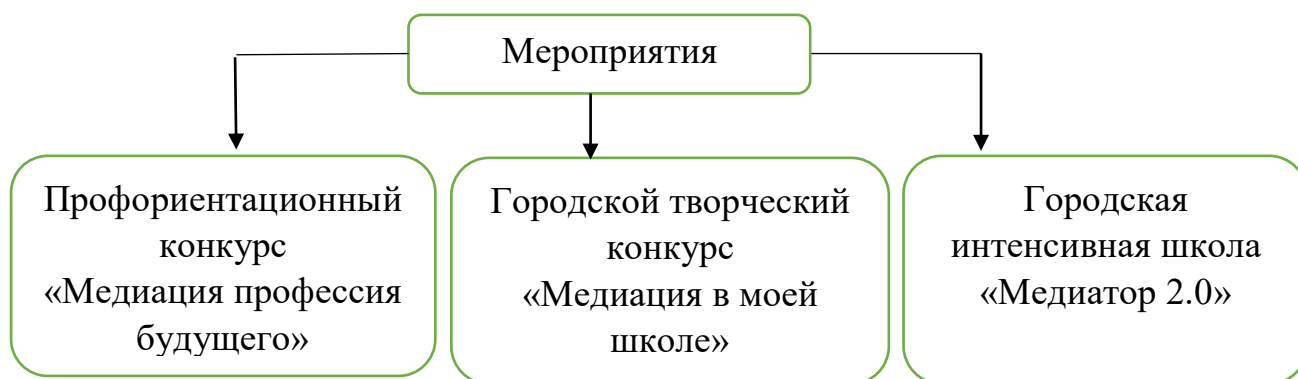 Мероприятия
Профориентационный
конкурс
«Медиация профессия
будущего»
Городской творческий
конкурс
«Медиация в моей
школе»
Городская
интенсивная школа
«Медиатор 2.0»